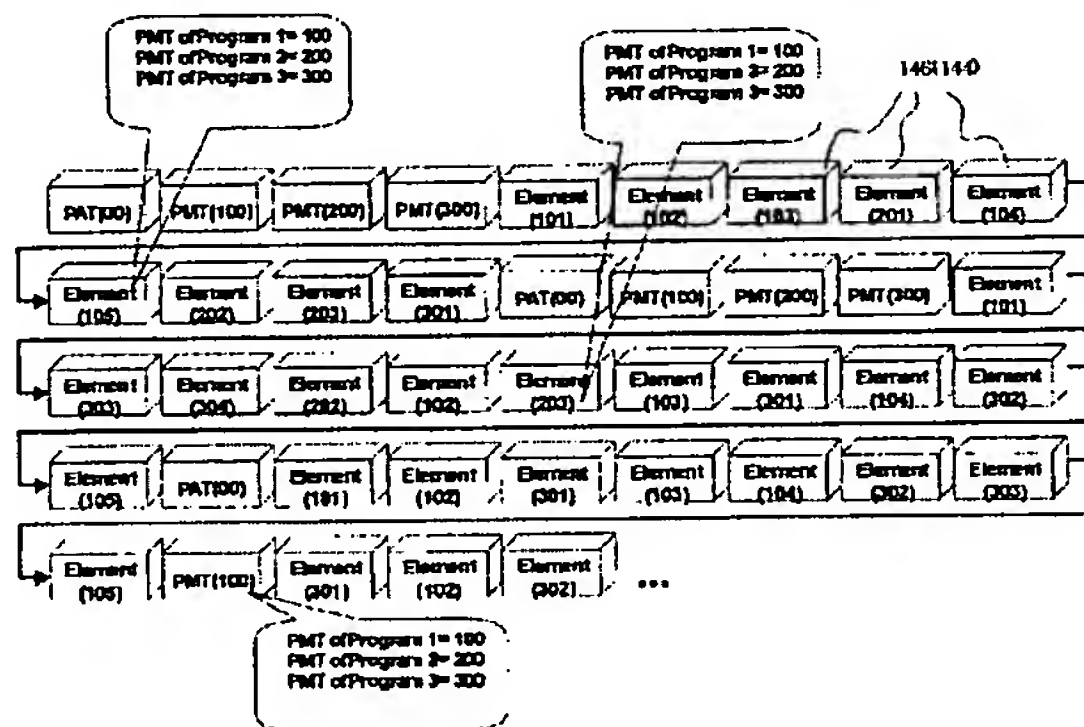 PMT of Program 1= 100
PMT of Program 2= 200
PMT of Program 3= 300
PMT of Program 1= 100
PMT of Program 2= 200
PMT of Program 3= 300
PAT(00)
PMT(100)
PMT(200)
PMT(300)
Element
(101)
Element
(102)
Element
(103)
Element
(201)
Element
(104)
Element
(105)
Element
(202)
Element
(203)
Element
(301)
PAT(00)
PMT(100)
PMT(200)
PMT(300)
Element
(101)
Element
(303)
Element
(304)
Element
(202)
Element
(102)
Element
(203)
Element
(103)
Element
(301)
Element
(104)
Element
(302)
Element
(105)
PAT(00)
Element
(101)
Element
(102)
Element
(301)
Element
(103)
Element
(104)
Element
(302)
Element
(303)
Element
(105)
PMT(100)
Element
(301)
Element
(102)
Element
(302)
...
PMT of Program 1= 100
PMT of Program 2= 200
PMT of Program 3= 300